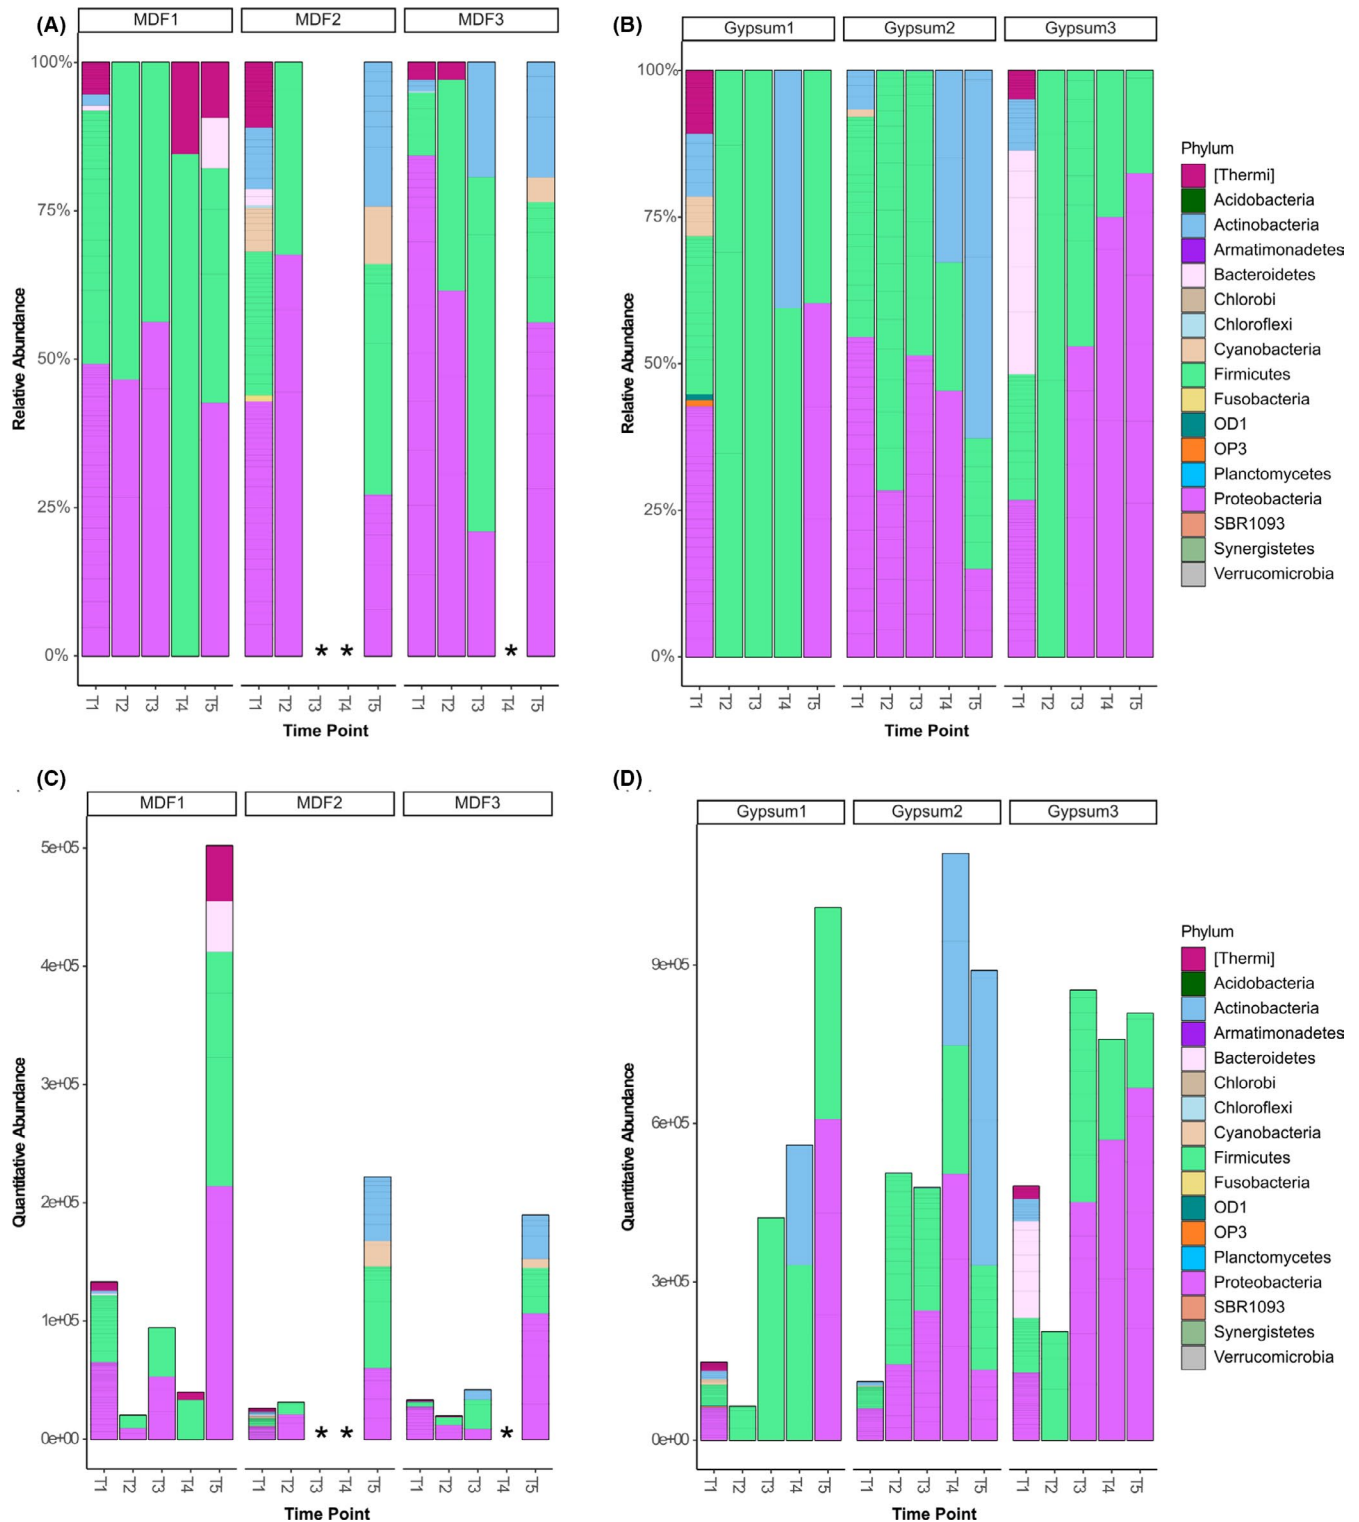 (A)
MDF1 MDF2 MDF3
100%
75%
50%
25%
0%
Relative Abundance
* * *
T1 T2 T3 T4 T5 T1 T2 T3 T4 T5 T1 T2 T3 T4 T5
Time Point
(B)
Gypsum1 Gypsum2 Gypsum3
100%
75%
50%
25%
0%
Relative Abundance
T1 T2 T3 T4 T5 T1 T2 T3 T4 T5 T1 T2 T3 T4 T5
Time Point
Phylum
[Thermi]
Acidobacteria
Actinobacteria
Armatimonadetes
Bacteroidetes
Chlorobi
Chloroflexi
Cyanobacteria
Firmicutes
Fusobacteria
OD1
OP3
Planctomycetes
Proteobacteria
SBR1093
Synergistetes
Verrucomicrobia
(C)
MDF1 MDF2 MDF3
5e+05
4e+05
3e+05
2e+05
1e+05
0e+00
Quantitative Abundance
* * *
T1 T2 T3 T4 T5 T1 T2 T3 T4 T5 T1 T2 T3 T4 T5
Time Point
(D)
Gypsum1 Gypsum2 Gypsum3
9e+05
6e+05
3e+05
0e+00
Quantitative Abundance
T1 T2 T3 T4 T5 T1 T2 T3 T4 T5 T1 T2 T3 T4 T5
Time Point
Phylum
[Thermi]
Acidobacteria
Actinobacteria
Armatimonadetes
Bacteroidetes
Chlorobi
Chloroflexi
Cyanobacteria
Firmicutes
Fusobacteria
OD1
OP3
Planctomycetes
Proteobacteria
SBR1093
Synergistetes
Verrucomicrobia